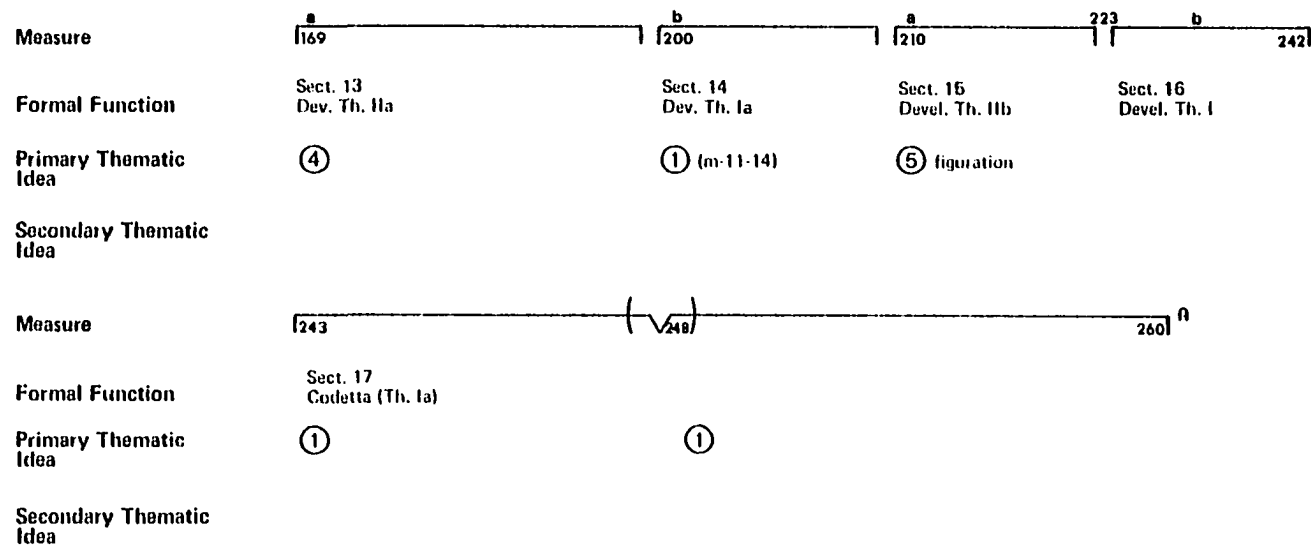 a b a 223 b
Measure 169 200 210 242
Sect. 13 Sect. 14 Sect. 15 Sect. 16
Formal Function Dev. Th. IIa Dev. Th. Ia Devel. Th. IIb Devel. Th. I
Primary Thematic ④ ① (m-11-14) ⑤ figuration
Idea
Secondary Thematic
Idea
Measure 243 ( 248 ) 260
Sect. 17
Formal Function Codetta (Th. Ia)
Primary Thematic ① ①
Idea
Secondary Thematic
Idea